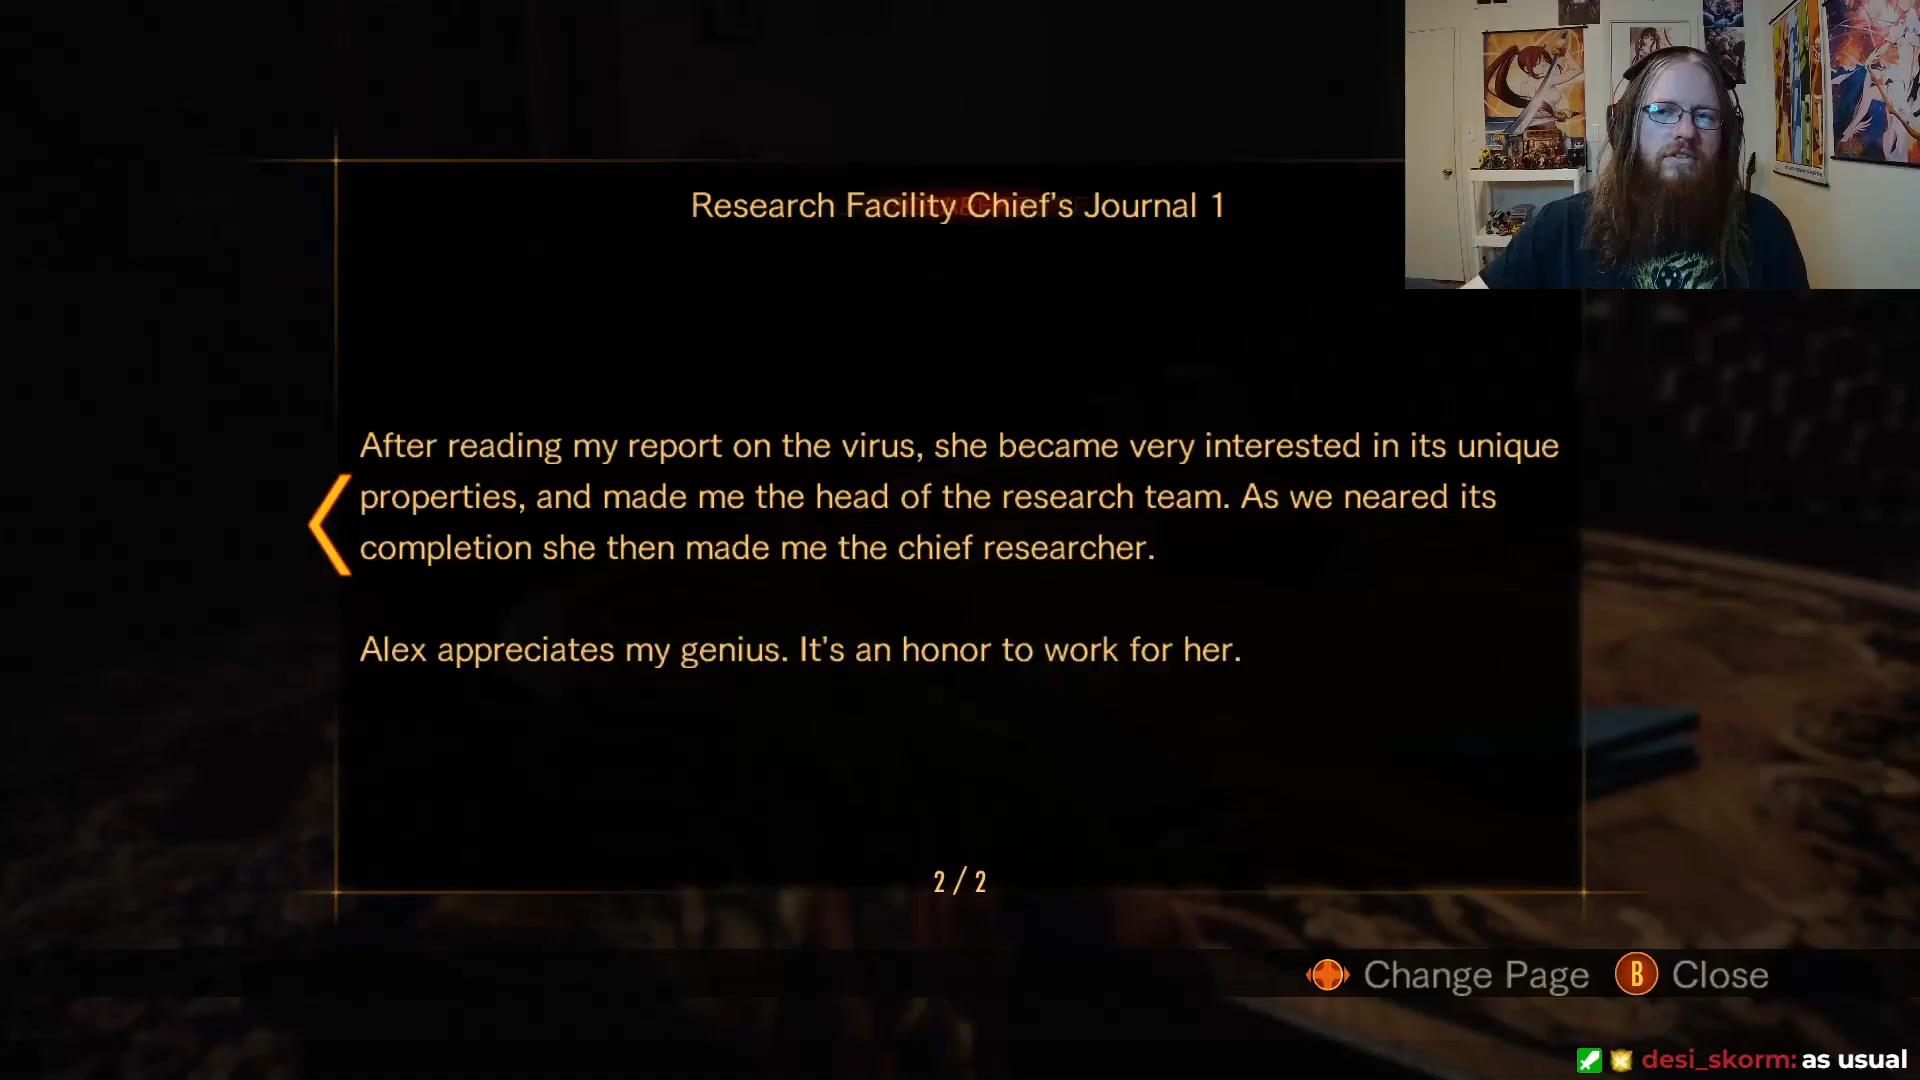 Research Facility Chief's Journal 1
After reading my report on the virus, she became very interested in its unique
properties, and made me the head of the research team. As we neared its
completion she then made me the chief researcher.
Alex appreciates my genius. It's an honor to work for her.
2/2
Change Page B Close
desi_skorm: as usual